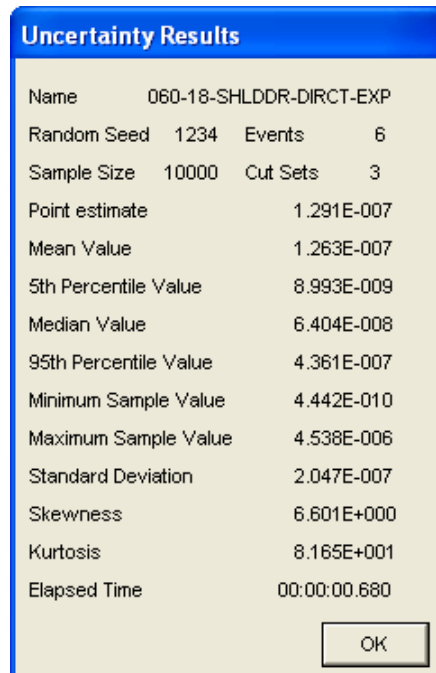 Uncertainty Results
Name 060-18-SHLDDR-DIRCT-EXP
Random Seed 1234 Events 6
Sample Size 10000 Cut Sets 3
Point estimate 1.291E-007
Mean Value 1.263E-007
5th Percentile Value 8.993E-009
Median Value 6.404E-008
95th Percentile Value 4.361E-007
Minimum Sample Value 4.442E-010
Maximum Sample Value 4.538E-006
Standard Deviation 2.047E-007
Skewness 6.601E+000
Kurtosis 8.165E+001
Elapsed Time 00:00:00.680
OK